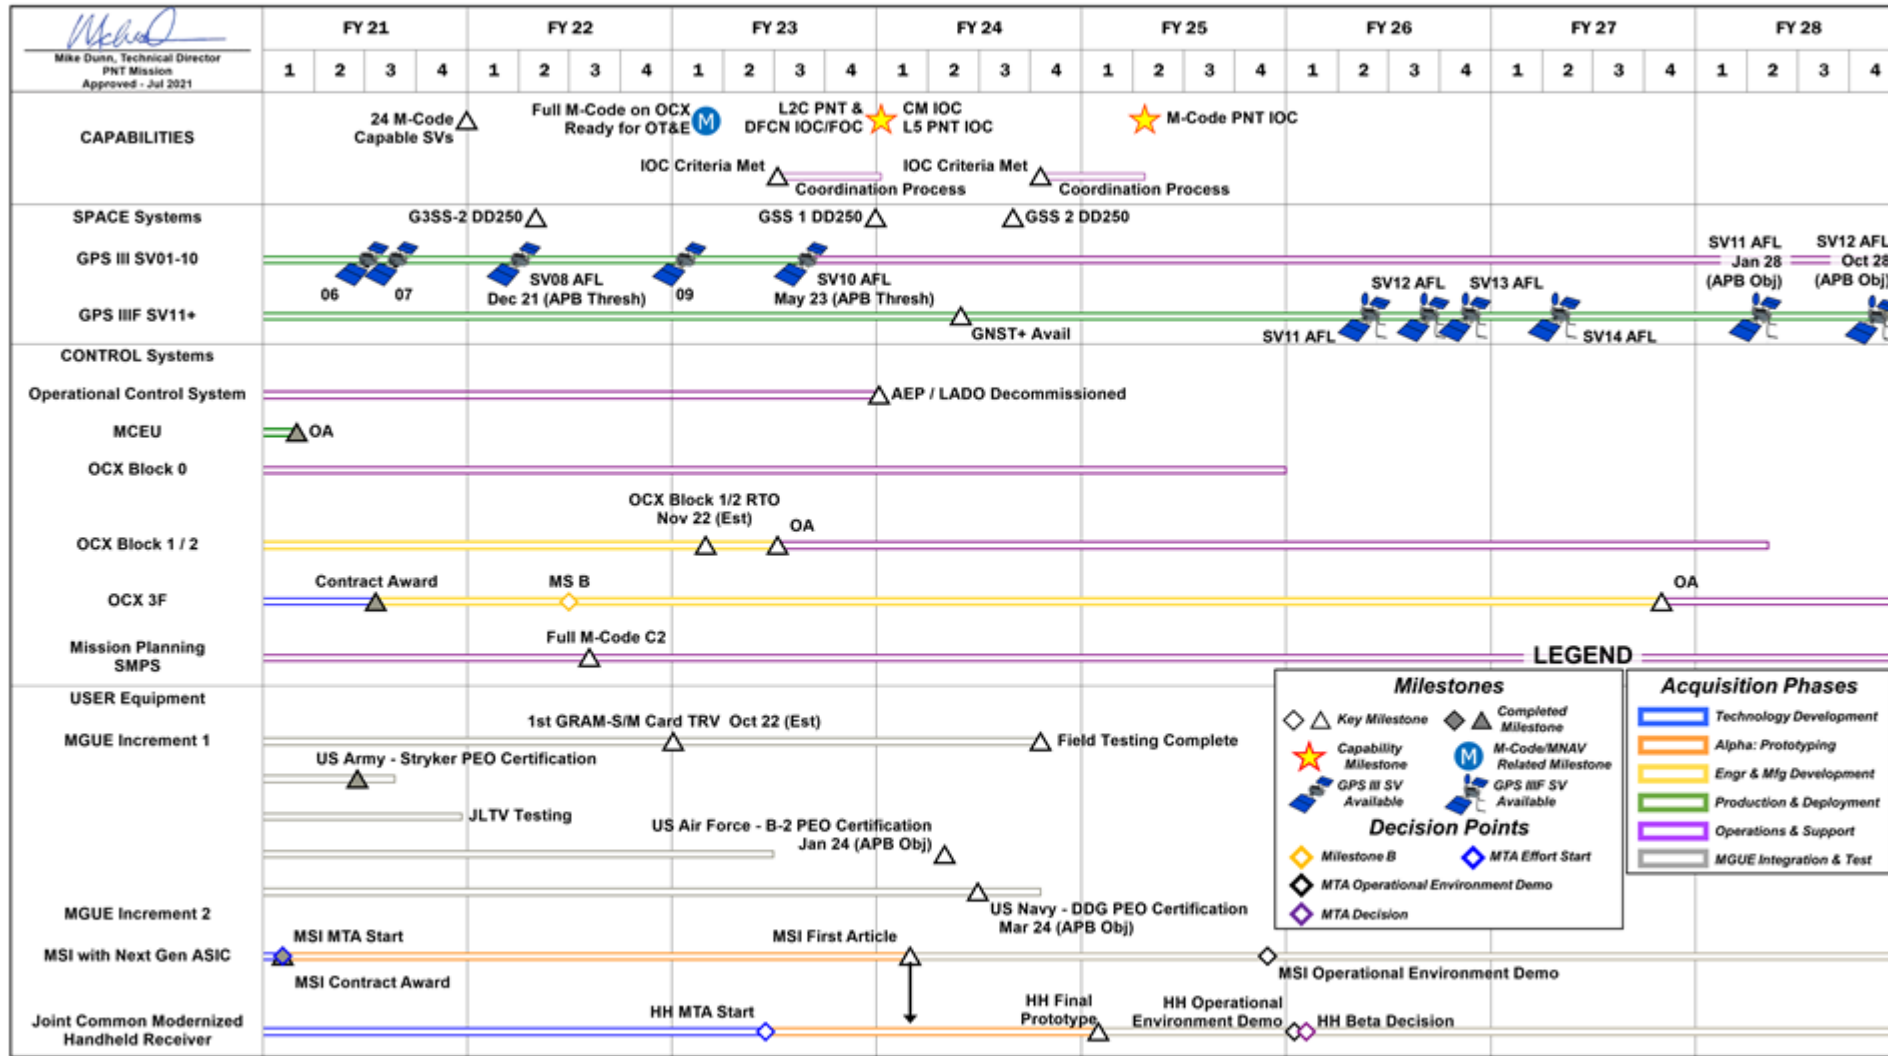 Mike Dunn, Technical Director
PNT Mission
Approved - Jul 2021
FY 21 FY 22 FY 23 FY 24 FY 25 FY 26 FY 27 FY 28
1 2 3 4 1 2 3 4 1 2 3 4 1 2 3 4 1 2 3 4 1 2 3 4 1 2 3 4 1 2 3 4
CAPABILITIES
24 M-Code
Capable SVs
Full M-Code on OCX
Ready for OT&E
M
L2C PNT &
DFCN IOC/FOC
CM IOC
L5 PNT IOC
M-Code PNT IOC
IOC Criteria Met
Coordination Process
IOC Criteria Met
Coordination Process
SPACE Systems
G3SS-2 DD250
GSS 1 DD250
GSS 2 DD250
GPS III SV01-10
06
07
SV08 AFL
Dec 21 (APB Thresh)
09
SV10 AFL
May 23 (APB Thresh)
SV11 AFL
Jan 28
(APB Obj)
SV12 AFL
Oct 28
(APB Obj)
GPS IIIF SV11+
GNST+ Avail
SV11 AFL
SV12 AFL
SV13 AFL
SV14 AFL
CONTROL Systems
Operational Control System
AEP / LADO Decommissioned
MCEU
OA
OCX Block 0
OCX Block 1/2 RTO
Nov 22 (Est)
OA
OCX Block 1 / 2
Contract Award
MS B
OA
OCX 3F
Full M-Code C2
Mission Planning
SMPS
USER Equipment
1st GRAM-S/M Card TRV Oct 22 (Est)
MGUE Increment 1
Field Testing Complete
US Army - Stryker PEO Certification
JLTV Testing
US Air Force - B-2 PEO Certification
Jan 24 (APB Obj)
US Navy - DDG PEO Certification
Mar 24 (APB Obj)
MGUE Increment 2
MSI MTA Start
MSI First Article
MSI with Next Gen ASIC
MSI Contract Award
MSI Operational Environment Demo
HH MTA Start
HH Final
Prototype
HH Operational
Environment Demo
HH Beta Decision
Joint Common Modernized
Handheld Receiver
LEGEND
Milestones
Key Milestone
Completed
Milestone
Capability
Milestone
M
M-Code/MNAV
Related Milestone
GPS III SV
Available
GPS IIIF SV
Available
Decision Points
Milestone B
MTA Effort Start
MTA Operational Environment Demo
MTA Decision
Acquisition Phases
Technology Development
Alpha: Prototyping
Engr & Mfg Development
Production & Deployment
Operations & Support
MGUE Integration & Test